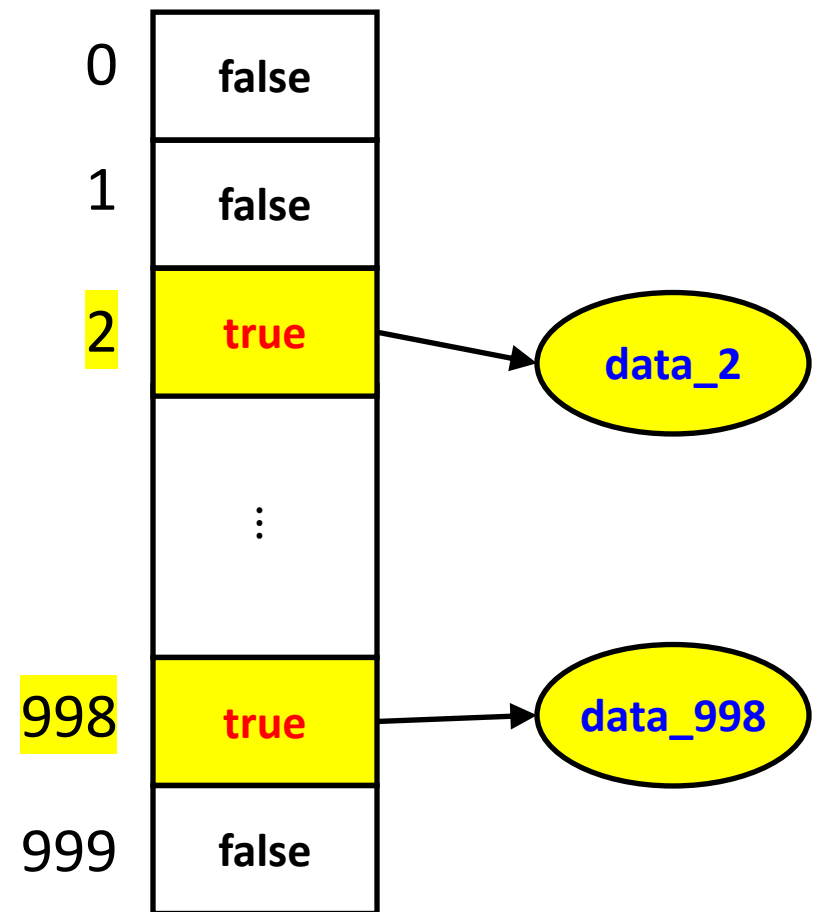 0 false
1 false
2 true data_2
⋮
998 true data_998
999 false